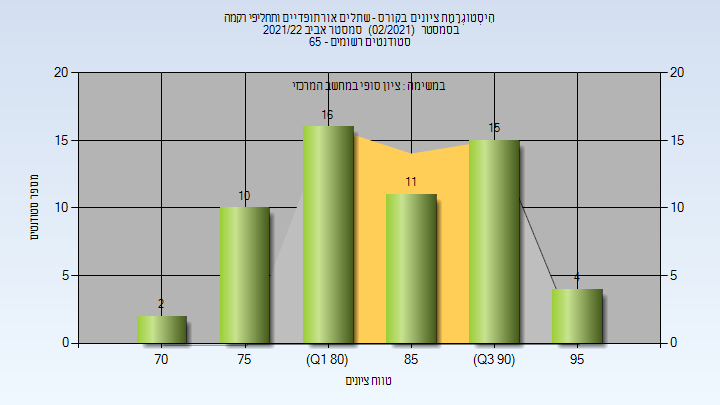 הִיסְטוֹגְרָמַת ציונים בקורס - שתלים אורתופדיים ותחליפי רקמה
בסמסטר (02/2021) סמסטר אביב 2021/22
סטודנטים רשומים - 65
במשימה : ציון סופי במחשב המרכזי
20
15
10
5
0
20
15
10
5
0
מספר סטודנטים
2
10
16
11
15
4
70
75
(Q1 80)
85
(Q3 90)
95
טווח ציונים